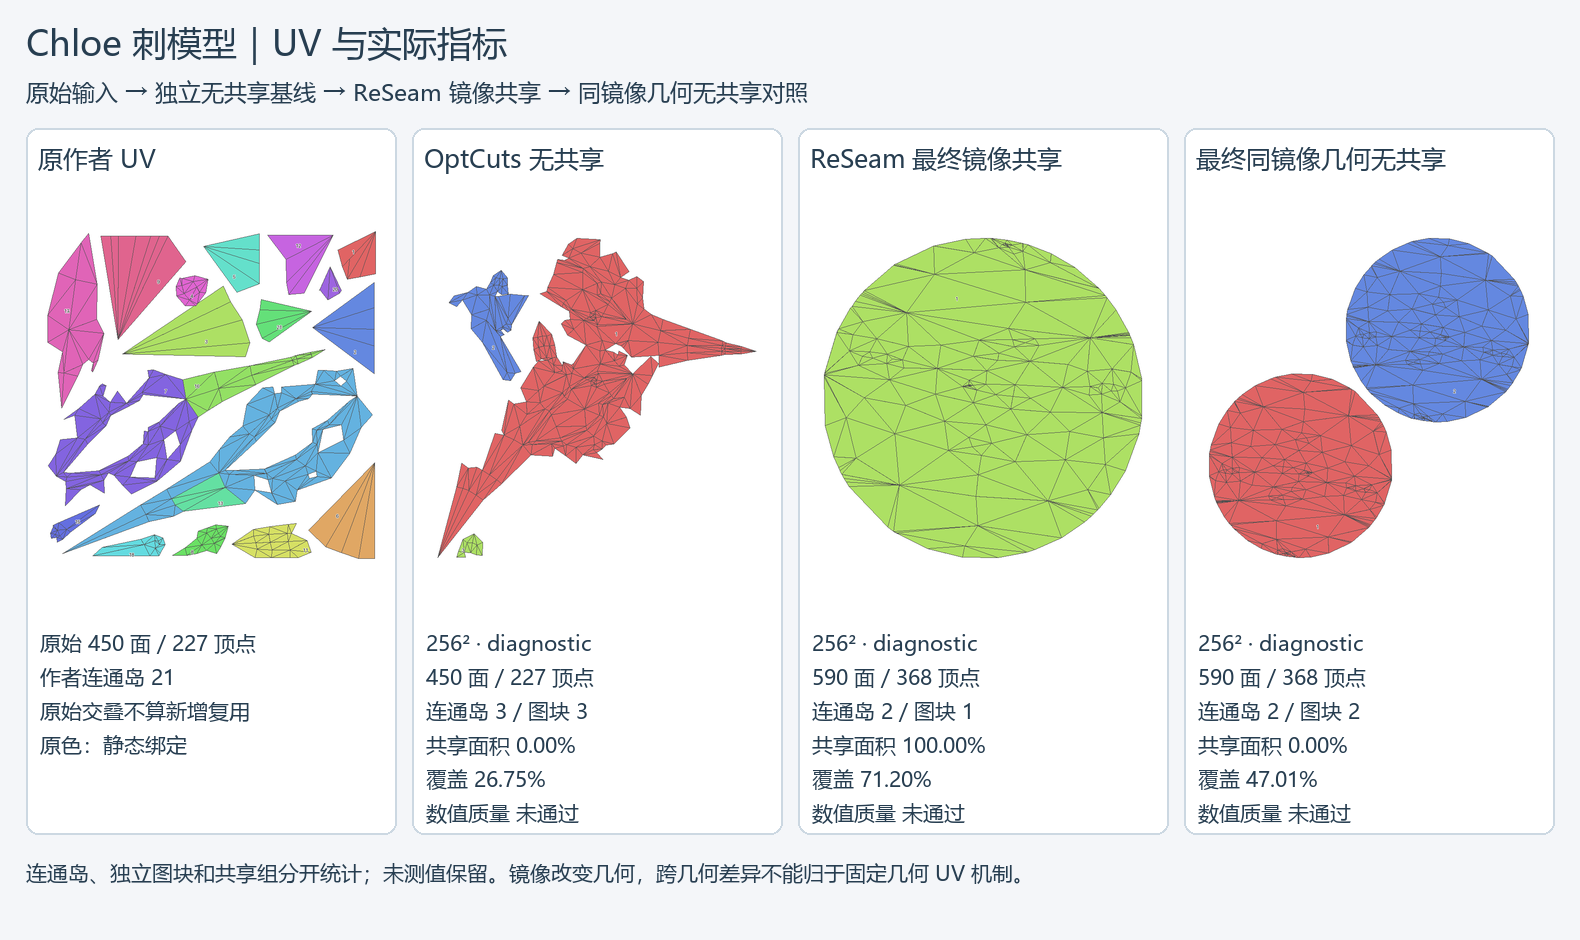 Chloe 刺模型 | UV 与实际指标
原始输入 → 独立无共享基线 → ReSeam 镜像共享 → 同镜像几何无共享对照
原作者 UV
原始 450 面 / 227 顶点
作者连通岛 21
原始交叠不算新增复用
原色：静态绑定
OptCuts 无共享
256² · diagnostic
450 面 / 227 顶点
连通岛 3 / 图块 3
共享面积 0.00%
覆盖 26.75%
数值质量 未通过
ReSeam 最终镜像共享
256² · diagnostic
590 面 / 368 顶点
连通岛 2 / 图块 1
共享面积 100.00%
覆盖 71.20%
数值质量 未通过
最终同镜像几何无共享
256² · diagnostic
590 面 / 368 顶点
连通岛 2 / 图块 2
共享面积 0.00%
覆盖 47.01%
数值质量 未通过
连通岛、独立图块和共享组分开统计；未测值保留。镜像改变几何，跨几何差异不能归于固定几何 UV 机制。